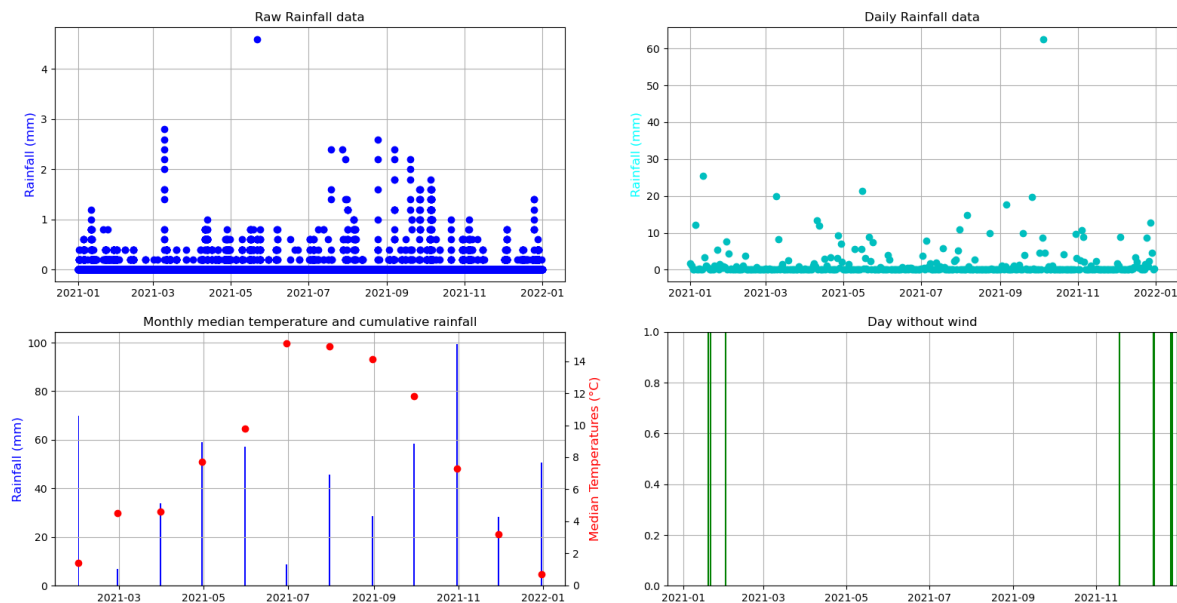 Raw Rainfall data
Rainfall (mm)
4
3
2
1
0
2021-01 2021-03 2021-05 2021-07 2021-09 2021-11 2022-01
Daily Rainfall data
Rainfall (mm)
60
50
40
30
20
10
0
2021-01 2021-03 2021-05 2021-07 2021-09 2021-11 2022-01
Monthly median temperature and cumulative rainfall
Rainfall (mm)
100
80
60
40
20
0
14
12
10
8
6
4
2
0
Median Temperatures (°C)
2021-03 2021-05 2021-07 2021-09 2021-11 2022-01
Day without wind
1.0
0.8
0.6
0.4
0.2
0.0
2021-01 2021-03 2021-05 2021-07 2021-09 2021-11